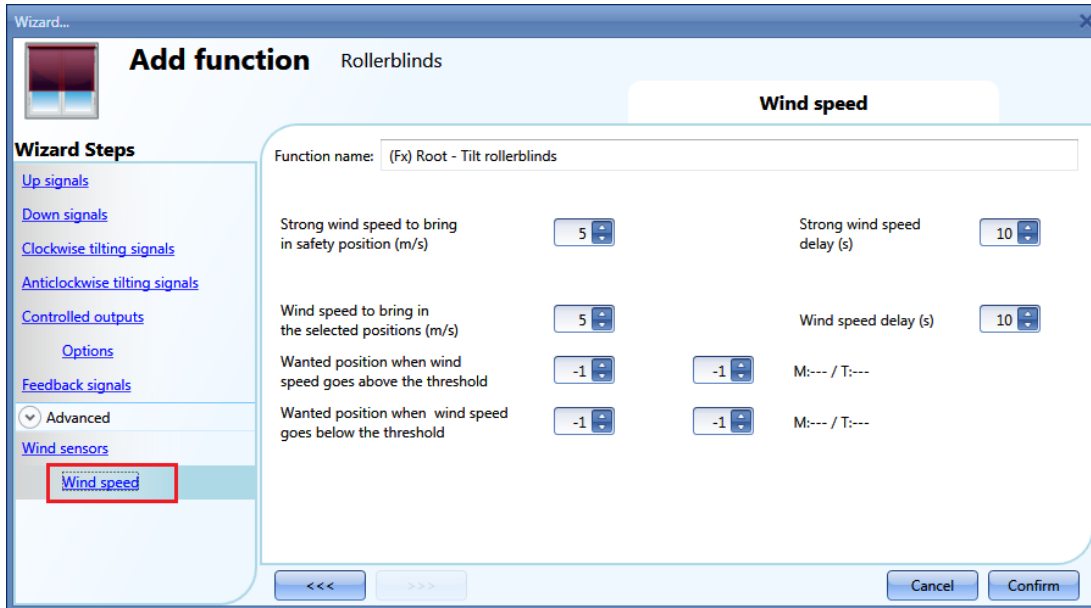 Wizard...
Add function Rollerblinds
Wind speed
Wizard Steps
Up signals
Down signals
Clockwise tilting signals
Anticlockwise tilting signals
Controlled outputs
Options
Feedback signals
Advanced
Wind sensors
Wind speed
Function name: (Fx) Root - Tilt rollerblinds
Strong wind speed to bring
in safety position (m/s)
5
Strong wind speed
delay (s)
10
Wind speed to bring in
the selected positions (m/s)
5
Wind speed delay (s)
10
Wanted position when wind
speed goes above the threshold
-1
-1
M:--- / T:---
Wanted position when wind speed
goes below the threshold
-1
-1
M:--- / T:---
<<<
>>>
Cancel
Confirm